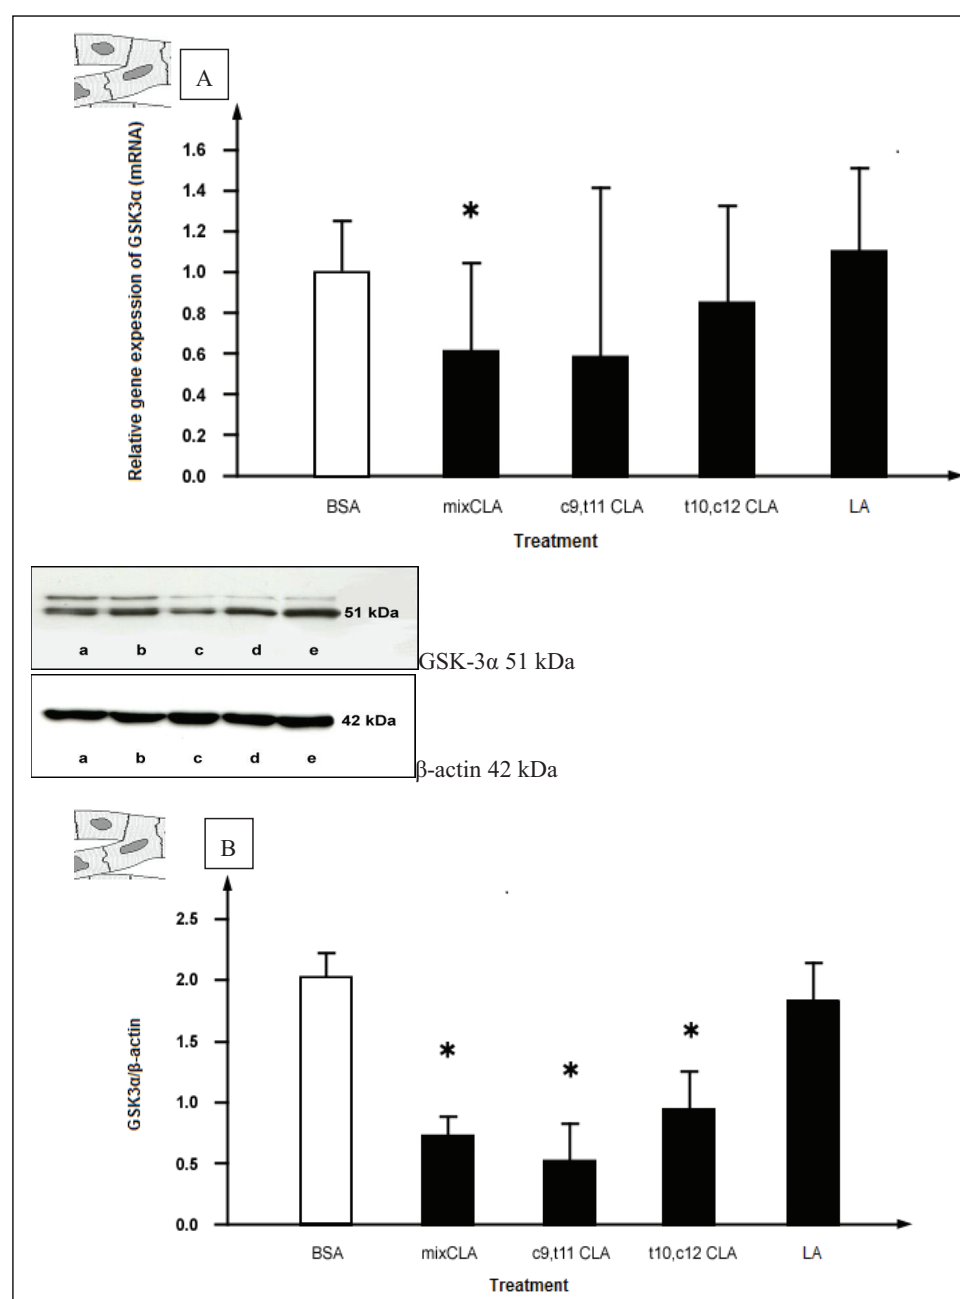 A
Relative gene expession of GSK3α (mRNA)
1.6
1.4
1.2
1.0
0.8
0.6
0.4
0.2
0.0
*
BSA mixCLA c9,t11 CLA t10,c12 CLA LA
Treatment
51 kDa
a b c d e
GSK-3α 51 kDa
42 kDa
a b c d e
β-actin 42 kDa
B
GSK3α/β-actin
2.5
2.0
1.5
1.0
0.5
0.0
* * *
BSA mixCLA c9,t11 CLA t10,c12 CLA LA
Treatment